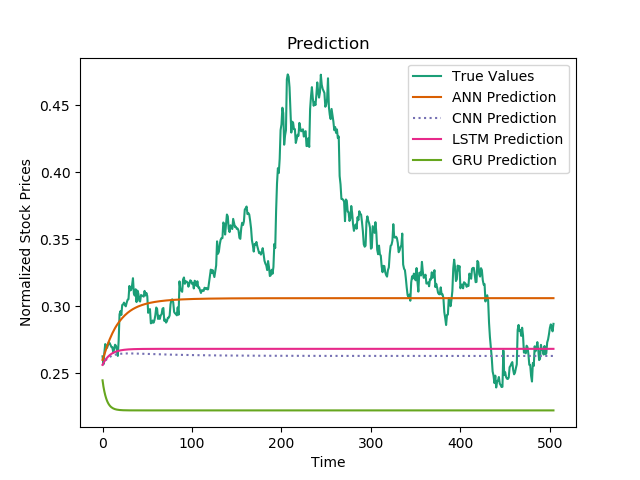 Prediction
True Values
ANN Prediction
CNN Prediction
LSTM Prediction
GRU Prediction
Normalized Stock Prices
0.45
0.40
0.35
0.30
0.25
0 100 200 300 400 500
Time